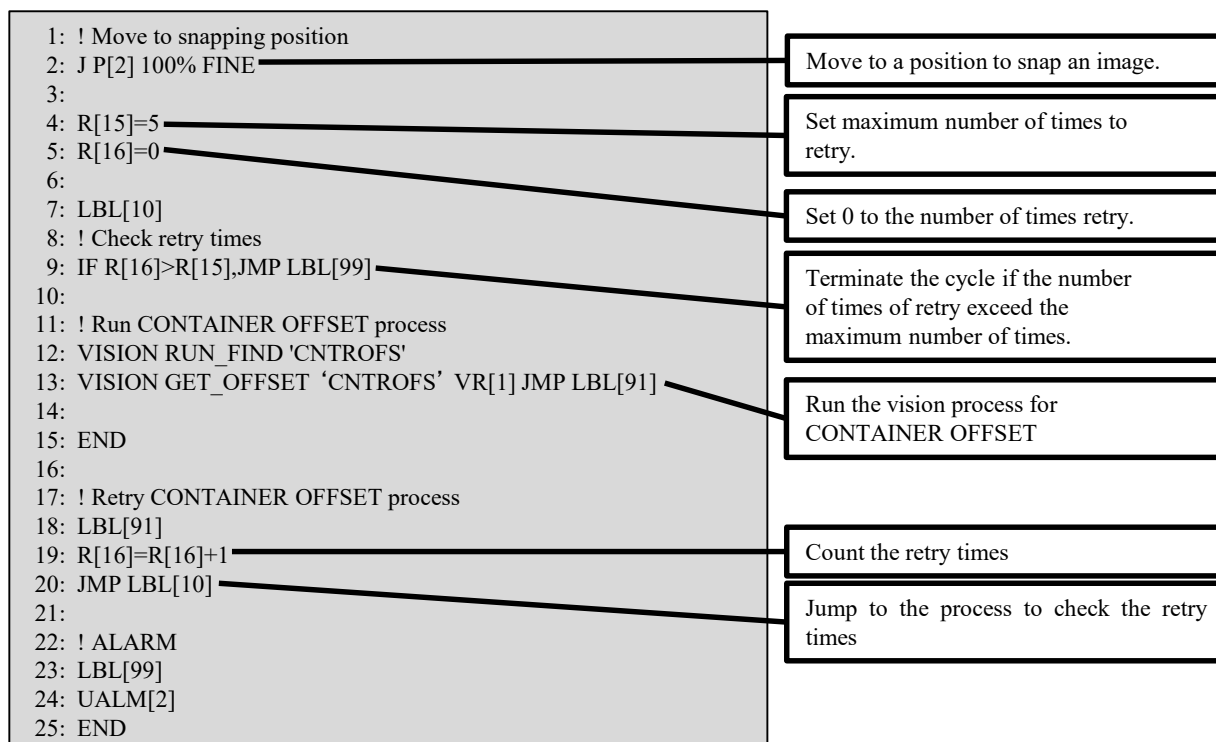 1: ! Move to snapping position
2: J P[2] 100% FINE
3:
4: R[15]=5
5: R[16]=0
6:
7: LBL[10]
8: ! Check retry times
9: IF R[16]>R[15],JMP LBL[99]
10:
11: ! Run CONTAINER OFFSET process
12: VISION RUN_FIND 'CNTROFS'
13: VISION GET_OFFSET ‘CNTROFS’ VR[1] JMP LBL[91]
14:
15: END
16:
17: ! Retry CONTAINER OFFSET process
18: LBL[91]
19: R[16]=R[16]+1
20: JMP LBL[10]
21:
22: ! ALARM
23: LBL[99]
24: UALM[2]
25: END
Move to a position to snap an image.
Set maximum number of times to
retry.
Set 0 to the number of times retry.
Terminate the cycle if the number
of times of retry exceed the
maximum number of times.
Run the vision process for
CONTAINER OFFSET
Count the retry times
Jump to the process to check the retry
times